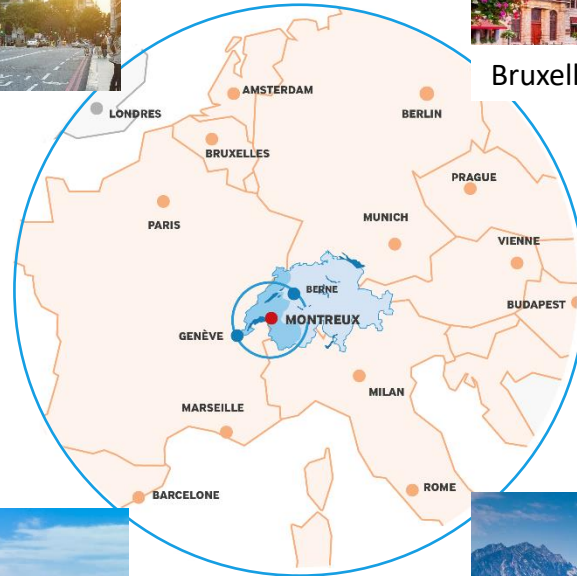 Bruxell
AMSTERDAM
LONDRES
BERLIN
BRUXELLES
PRAGUE
PARIS
MUNICH
VIENNE
BERNE
BUDAPEST
MONTREUX
GENÈVE
MILAN
MARSEILLE
ROME
BARCELONE